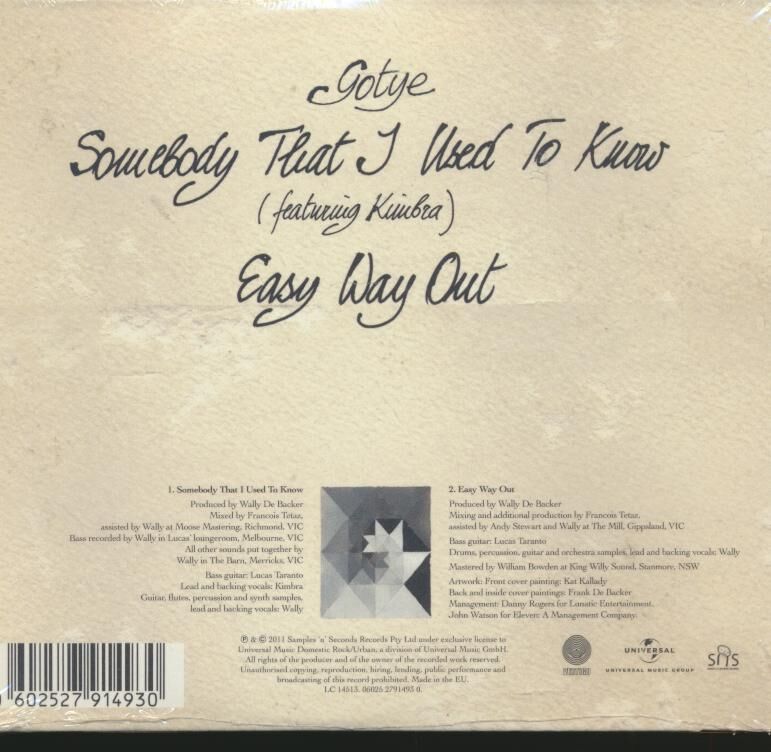 Gotye
Somebody That I Used To Know
(featuring Kimbra)
Easy Way Out
1. Somebody That I Used To Know
Produced by Wally De Backer
Mixed by Francois Tetaz,
assisted by Wally at Moose Mastering, Richmond, VIC
Bass recorded by Wally in Lucas' loungeroom, Melbourne, VIC
All other sounds put together by
Wally in The Barn, Merricks, VIC
Bass guitar: Lucas Taranto
Lead and backing vocals: Kimbra
Guitar, flutes, percussion and synth samples,
lead and backing vocals: Wally
2. Easy Way Out
Produced by Wally De Backer
Mixing and additional production by Francois Tetaz,
assisted by Andy Stewart and Wally at The Mill, Gippsland, VIC
Bass guitar: Lucas Taranto
Drums, percussion, guitar and orchestra samples, lead and backing vocals: Wally
Mastered by William Bowden at King Willy Sound, Stanmore, NSW
Artwork: Front cover painting: Kat Kallady
Back and inside cover paintings: Frank De Backer
Management: Danny Rogers for Lunatic Entertainment.
John Watson for Eleven: A Management Company.
℗ & © 2011 Samples 'n' Seconds Records Pty Ltd under exclusive license to
Universal Music Domestic Rock/Urban, a division of Universal Music GmbH.
All rights of the producer and of the owner of the recorded work reserved.
Unauthorised copying, reproduction, hiring, lending, public performance and
broadcasting of this record prohibited. Made in the EU.
LC 14513. 06025 2791493 0.
UNIVERSAL
UNIVERSAL MUSIC GROUP
SNS
0 602527 914930